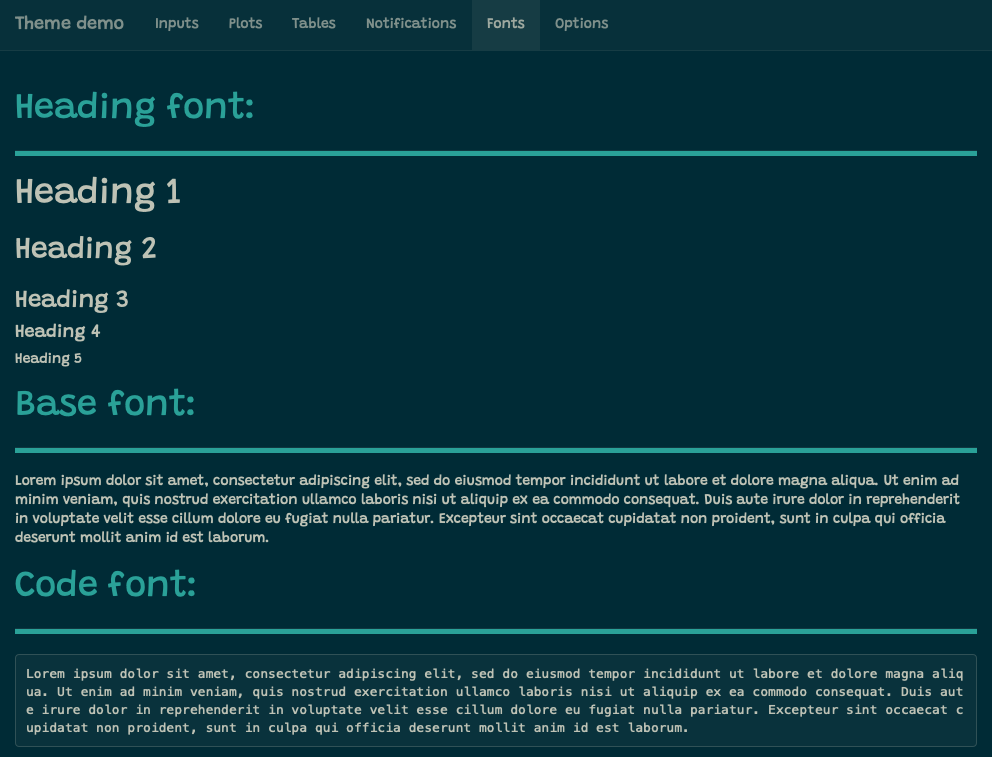 Theme demo Inputs Plots Tables Notifications Fonts Options
Heading font:
Heading 1
Heading 2
Heading 3
Heading 4
Heading 5
Base font:
Lorem ipsum dolor sit amet, consectetur adipiscing elit, sed do eiusmod tempor incididunt ut labore et dolore magna aliqua. Ut enim ad
minim veniam, quis nostrud exercitation ullamco laboris nisi ut aliquip ex ea commodo consequat. Duis aute irure dolor in reprehenderit
in voluptate velit esse cillum dolore eu fugiat nulla pariatur. Excepteur sint occaecat cupidatat non proident, sunt in culpa qui officia
deserunt mollit anim id est laborum.
Code font:
Lorem ipsum dolor sit amet, consectetur adipiscing elit, sed do eiusmod tempor incididunt ut labore et dolore magna aliq
ua. Ut enim ad minim veniam, quis nostrud exercitation ullamco laboris nisi ut aliquip ex ea commodo consequat. Duis aut
e irure dolor in reprehenderit in voluptate velit esse cillum dolore eu fugiat nulla pariatur. Excepteur sint occaecat c
upidatat non proident, sunt in culpa qui officia deserunt mollit anim id est laborum.